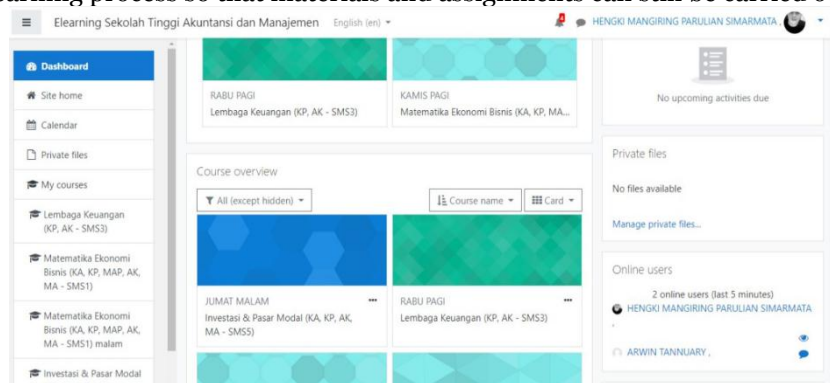 arning process so that materials and assignments can still be carried o
Elearning Sekolah Tinggi Akuntansi dan Manajemen English (en)
HENGKI MANGIRING PARULIAN SIMARMATA .
Dashboard
Site home
Calendar
Private files
My courses
Lembaga Keuangan
(KP, AK - SMS3)
Matematika Ekonomi
Bisnis (KA, KP, MAP, AK,
MA - SMS1)
Matematika Ekonomi
Bisnis (KA, KP, MAP, AK,
MA - SMS1) malam
Investasi & Pasar Modal
RABU PAGI
Lembaga Keuangan (KP, AK - SMS3)
KAMIS PAGI
Matematika Ekonomi Bisnis (KA, KP, MA...
Course overview
All (except hidden)
Course name
Card
JUMAT MALAM
Investasi & Pasar Modal (KA, KP, AK,
MA - SMS5)
RABU PAGI
Lembaga Keuangan (KP, AK - SMS3)
No upcoming activities due
Private files
No files available
Manage private files...
Online users
2 online users (last 5 minutes)
HENGKI MANGIRING PARULIAN SIMARMATA
,
ARWIN TANNUARY ,